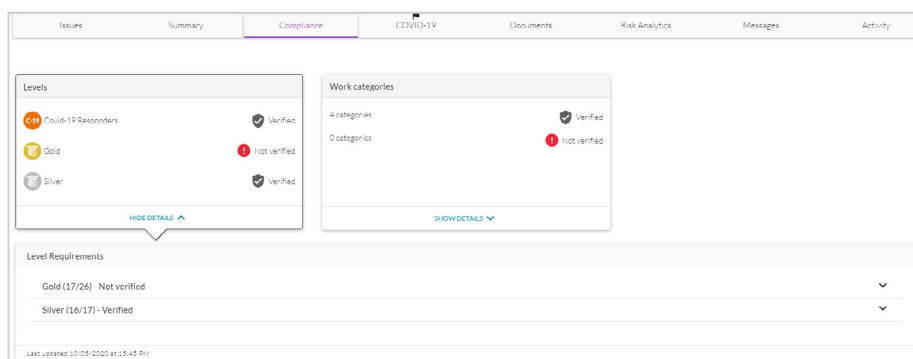 Issues Summary Compliance COVID-19 Documents Risk Analytics Messages Activity
Levels
C-19 Covid-19 Responders Verified
Gold Not verified
Silver Verified
HIDE DETAILS
Work categories
4 categories Verified
0 categories Not verified
SHOW DETAILS
Level Requirements
Gold (17/26) - Not verified
Silver (16/17) - Verified
Last updated 10/05/2020 at 15:45 PM